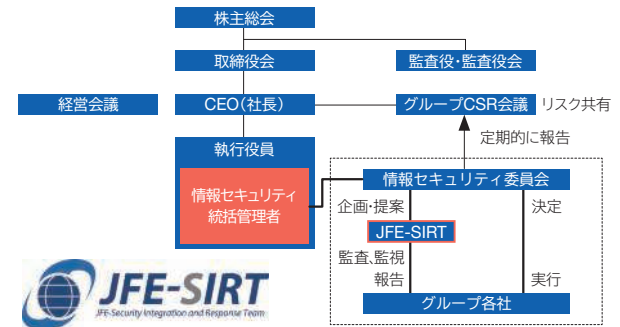 株主総会
取締役会
監査役・監査役会
経営会議
CEO(社長)
グループCSR会議
リスク共有
執行役員
定期的に報告
情報セキュリティ
統括管理者
情報セキュリティ委員会
企画・提案
決定
JFE-SIRT
監査、監視
報告
実行
グループ各社
JFE-SIRT
JFE-Security Integration and Response Team